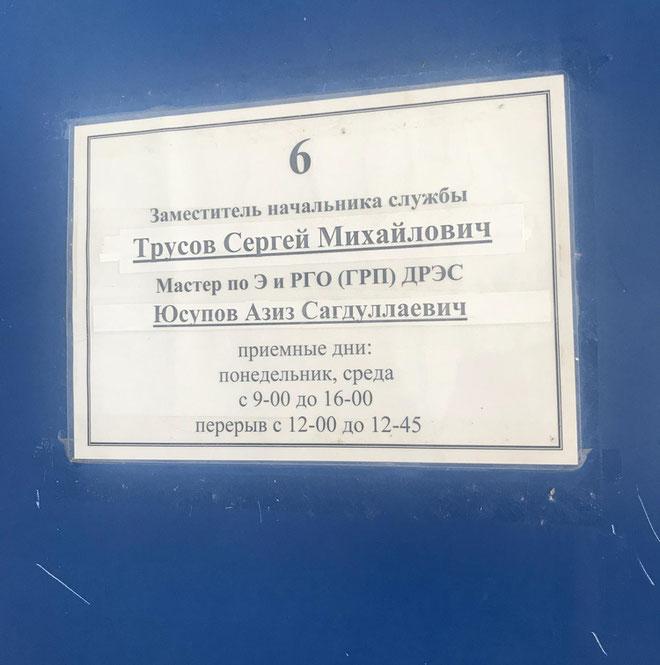 6
Заместитель начальника службы
Трусов Сергей Михайлович
Мастер по Э и РГО (ГРП) ДРЭС
Юсупов Азиз Сагдуллаевич
приемные дни:
понедельник, среда
с 9-00 до 16-00
перерыв с 12-00 до 12-45